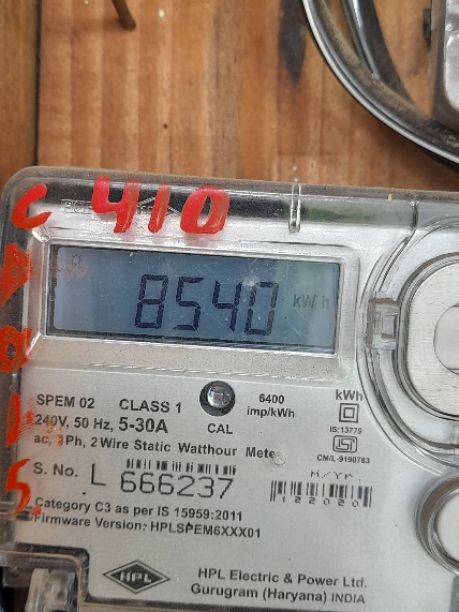 C 410
8540 kWh
SPEM 02 CLASS 1 6400 imp/kWh kWh
240V, 50 Hz, 5-30A CAL IS:13779
ac, 1Ph, 2 Wire Static Watthour Meter CM/L-9190783
S. No. L 666237 M/Yr.
122020
Category C3 as per IS 15959:2011
Firmware Version: HPLSPEM6XXX01
HPL HPL Electric & Power Ltd.
Gurugram (Haryana) INDIA